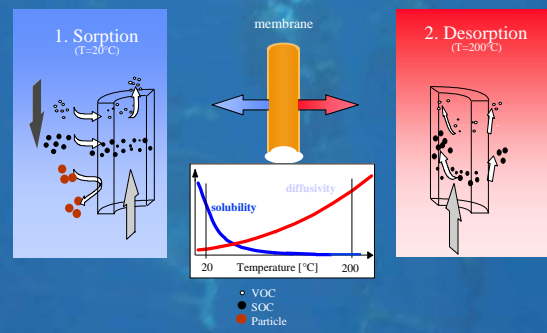 1. Sorption
(T=20°C)
membrane
2. Desorption
(T=200°C)
diffusivity
solubility
20 Temperature [°C] 200
VOC
SOC
Particle